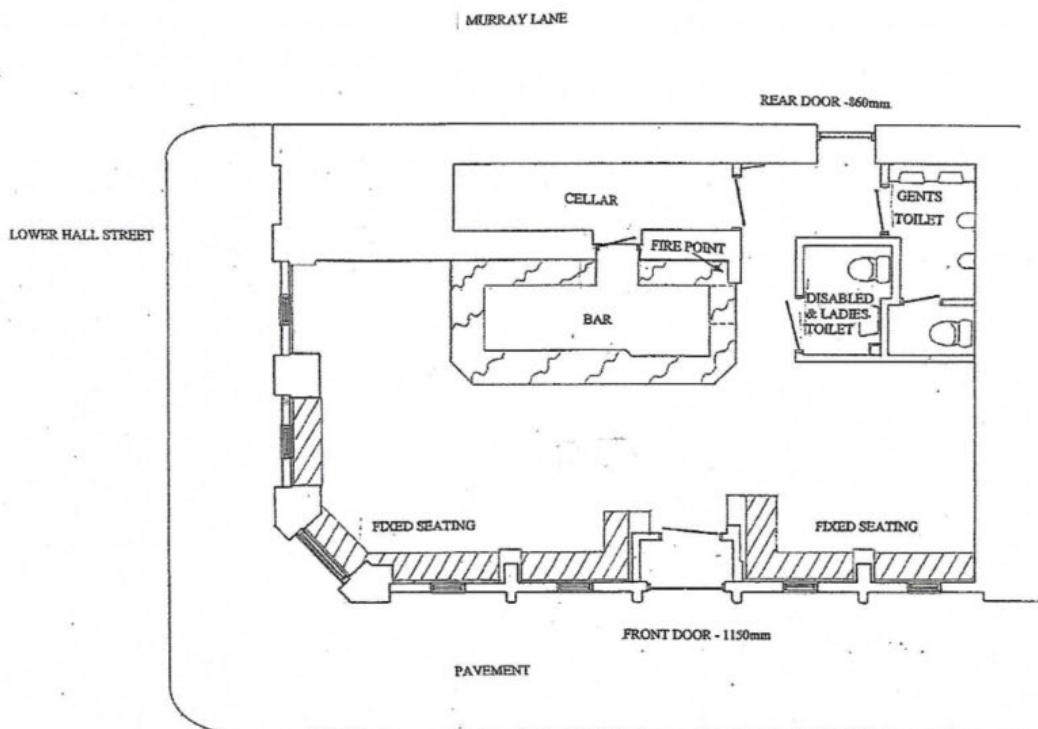 MURRAY LANE
REAR DOOR -860mm
GENTS
TOILET
CELLAR
LOWER HALL STREET
FIRE POINT
DISABLED
& LADIES
TOILET
BAR
FIXED SEATING
FIXED SEATING
FRONT DOOR - 1150mm
PAVEMENT